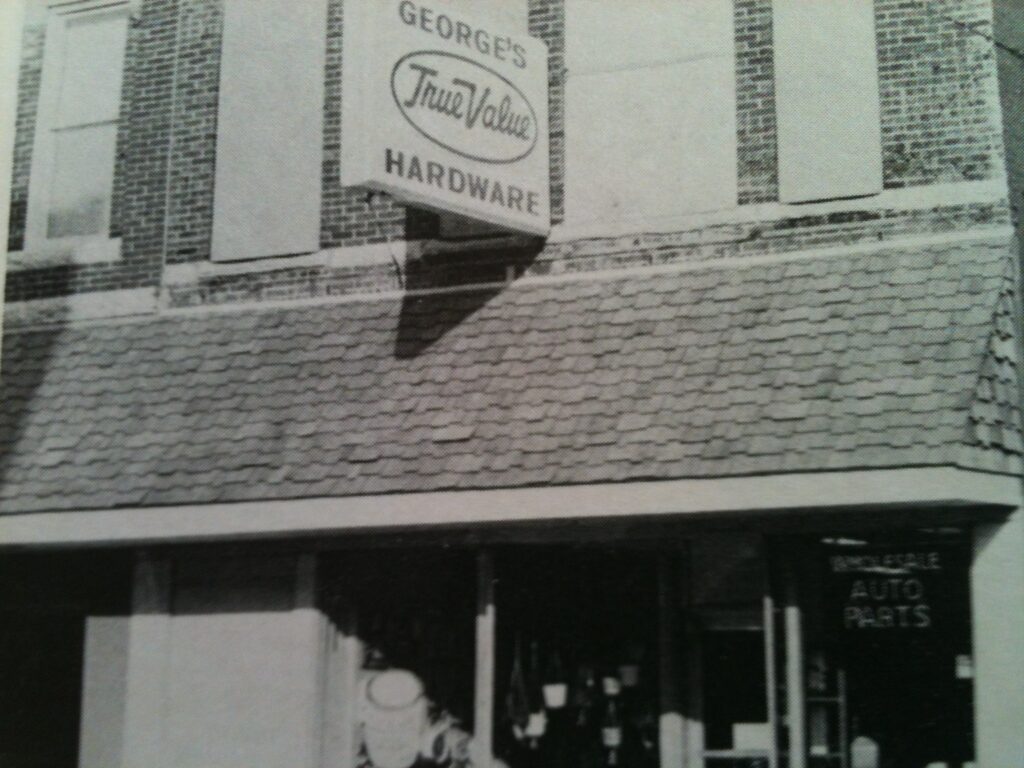 GEORGE'S
True Value
HARDWARE
WHOLESALE
AUTO
PARTS